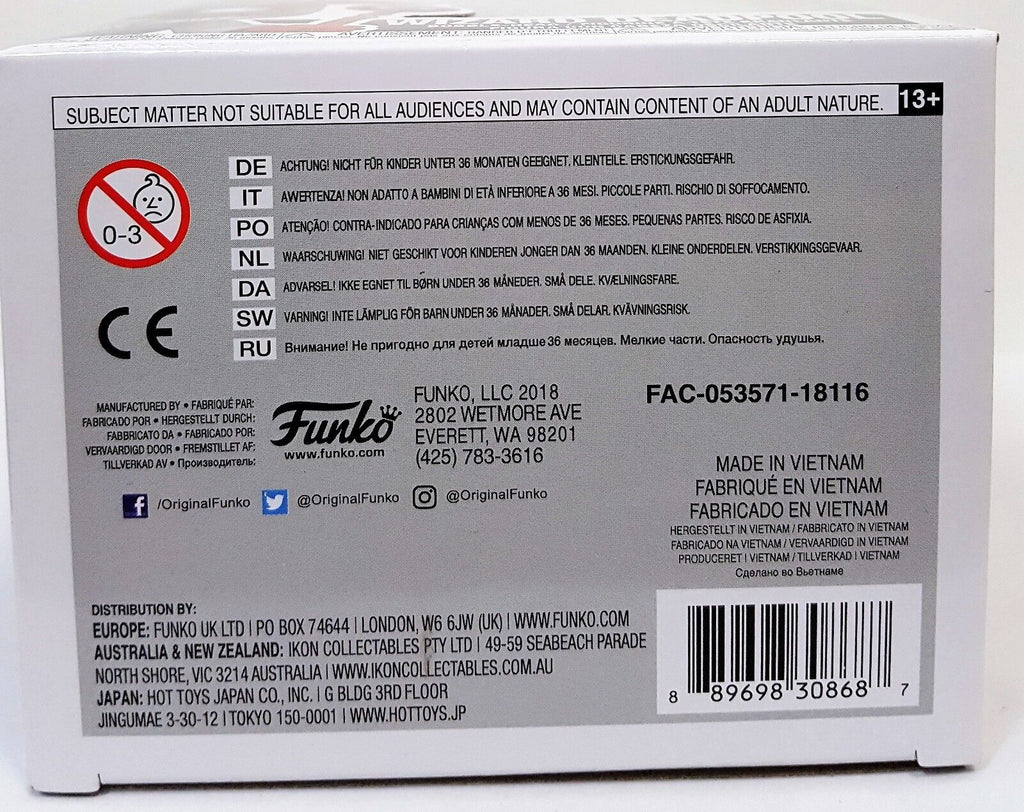 SUBJECT MATTER NOT SUITABLE FOR ALL AUDIENCES AND MAY CONTAIN CONTENT OF AN ADULT NATURE. 13+
0-3
DE ACHTUNG! NICHT FÜR KINDER UNTER 36 MONATEN GEEIGNET. KLEINTEILE. ERSTICKUNGSGEFAHR.
IT AWERTENZA! NON ADATTO A BAMBINI DI ETÀ INFERIORE A 36 MESI. PICCOLE PARTI. RISCHIO DI SOFFOCAMENTO.
PO ATENÇÃO! CONTRA-INDICADO PARA CRIANÇAS COM MENOS DE 36 MESES. PEQUENAS PARTES. RISCO DE ASFIXIA.
NL WAARSCHUWING! NIET GESCHIKT VOOR KINDEREN JONGER DAN 36 MAANDEN. KLEINE ONDERDELEN. VERSTIKKINGSGEVAAR.
DA ADVARSEL! IKKE EGNET TIL BØRN UNDER 36 MÅNEDER. SMÅ DELE. KVÆLNINGSFARE.
SW VARNING! INTE LÄMPLIG FÖR BARN UNDER 36 MÅNADER. SMÅ DELAR. KVÄVNINGSRISK.
RU Внимание! Не пригодно для детей младше 36 месяцев. Мелкие части. Опасность удушья.
CE
MANUFACTURED BY • FABRIQUÉ PAR:
FABRICADO POR • HERGESTELLT DURCH:
FABBRICATO DA • FABRICADO POR:
VERVAARDIGD DOOR • FREMSTILLET AF:
TILLVERKAD AV • Производитель:
Funko
www.funko.com
FUNKO, LLC 2018
2802 WETMORE AVE
EVERETT, WA 98201
(425) 783-3616
FAC-053571-18116
f /OriginalFunko @OriginalFunko @OriginalFunko
MADE IN VIETNAM
FABRIQUÉ EN VIETNAM
FABRICADO EN VIETNAM
HERGESTELLT IN VIETNAM / FABBRICATO IN VIETNAM
FABRICADO NA VIETNAM / VERVAARDIGD IN VIETNAM
PRODUCERET I VIETNAM / TILLVERKAD I VIETNAM
Сделано во Вьетнаме
DISTRIBUTION BY:
EUROPE: FUNKO UK LTD | PO BOX 74644 | LONDON, W6 6JW (UK) | WWW.FUNKO.COM
AUSTRALIA & NEW ZEALAND: IKON COLLECTABLES PTY LTD | 49-59 SEABEACH PARADE
NORTH SHORE, VIC 3214 AUSTRALIA | WWW.IKONCOLLECTABLES.COM.AU
JAPAN: HOT TOYS JAPAN CO., INC. | G BLDG 3RD FLOOR
JINGUMAE 3-30-12 | TOKYO 150-0001 | WWW.HOTTOYS.JP
8 89698 30868 7